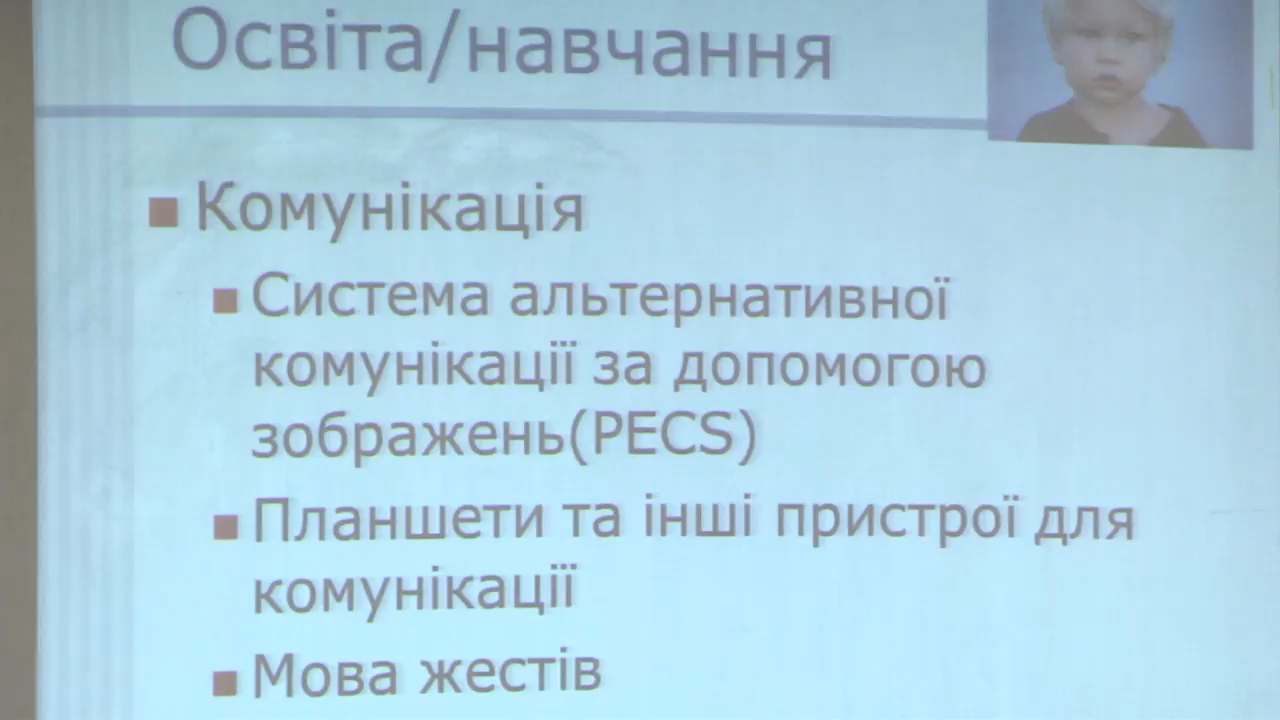 Освіта/навчання
Комунікація
Система альтернативної
комунікації за допомогою
зображень(PECS)
Планшети та інші пристрої для
комунікації
Мова жестів